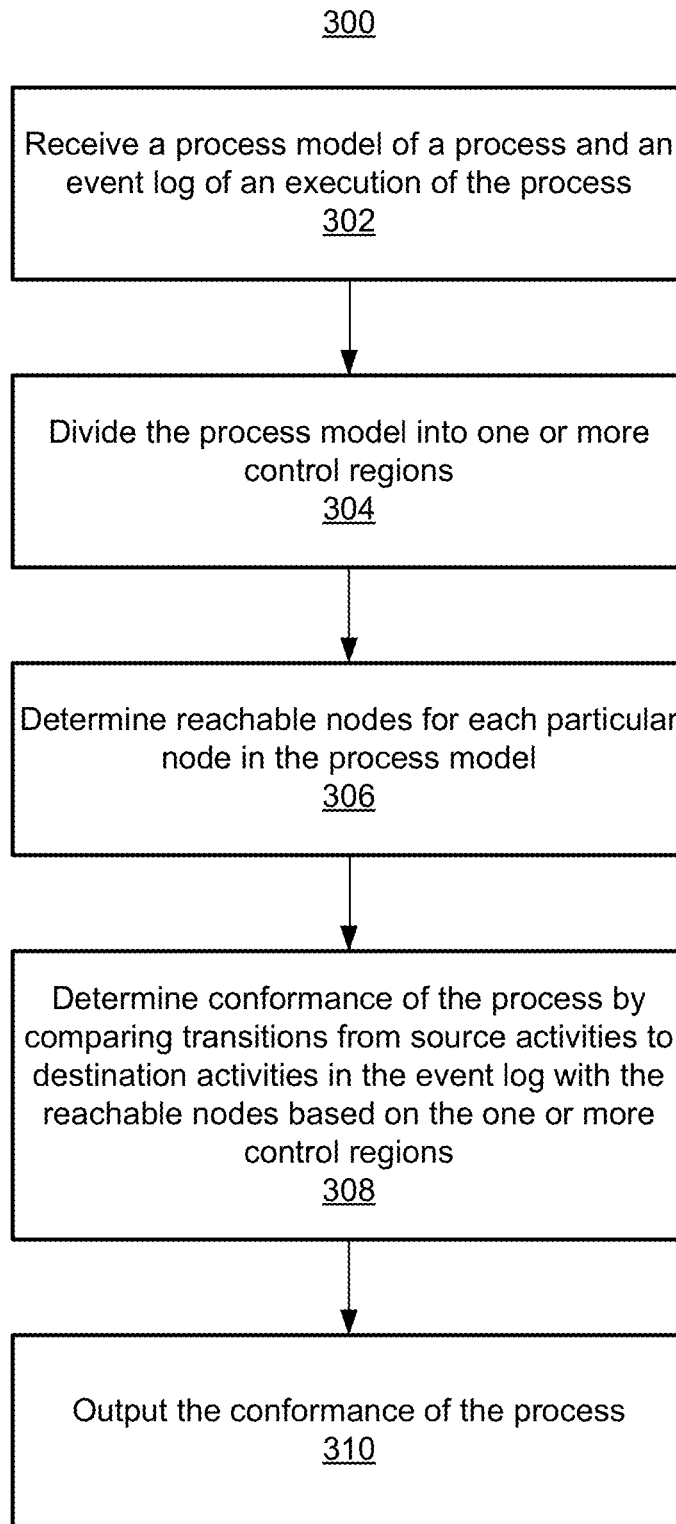 300
Receive a process model of a process and an
event log of an execution of the process
302
Divide the process model into one or more
control regions
304
Determine reachable nodes for each particular
node in the process model
306
Determine conformance of the process by
comparing transitions from source activities to
destination activities in the event log with the
reachable nodes based on the one or more
control regions
308
Output the conformance of the process
310